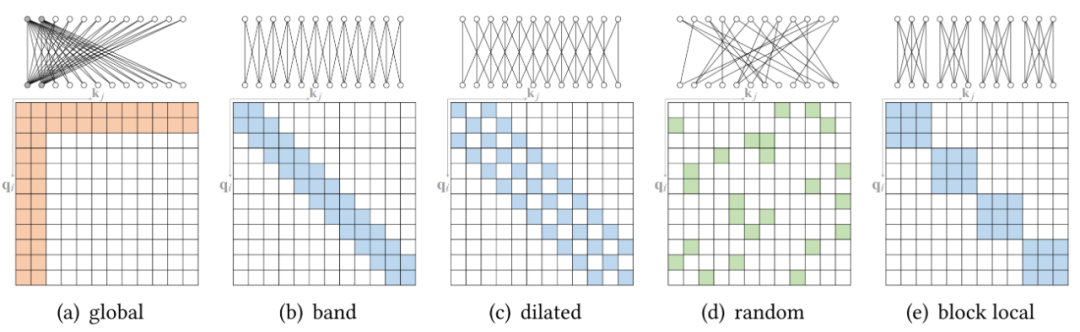 k_j k_j k_j k_j k_j
q_i q_i q_i q_i q_i
(a) global (b) band (c) dilated (d) random (e) block local